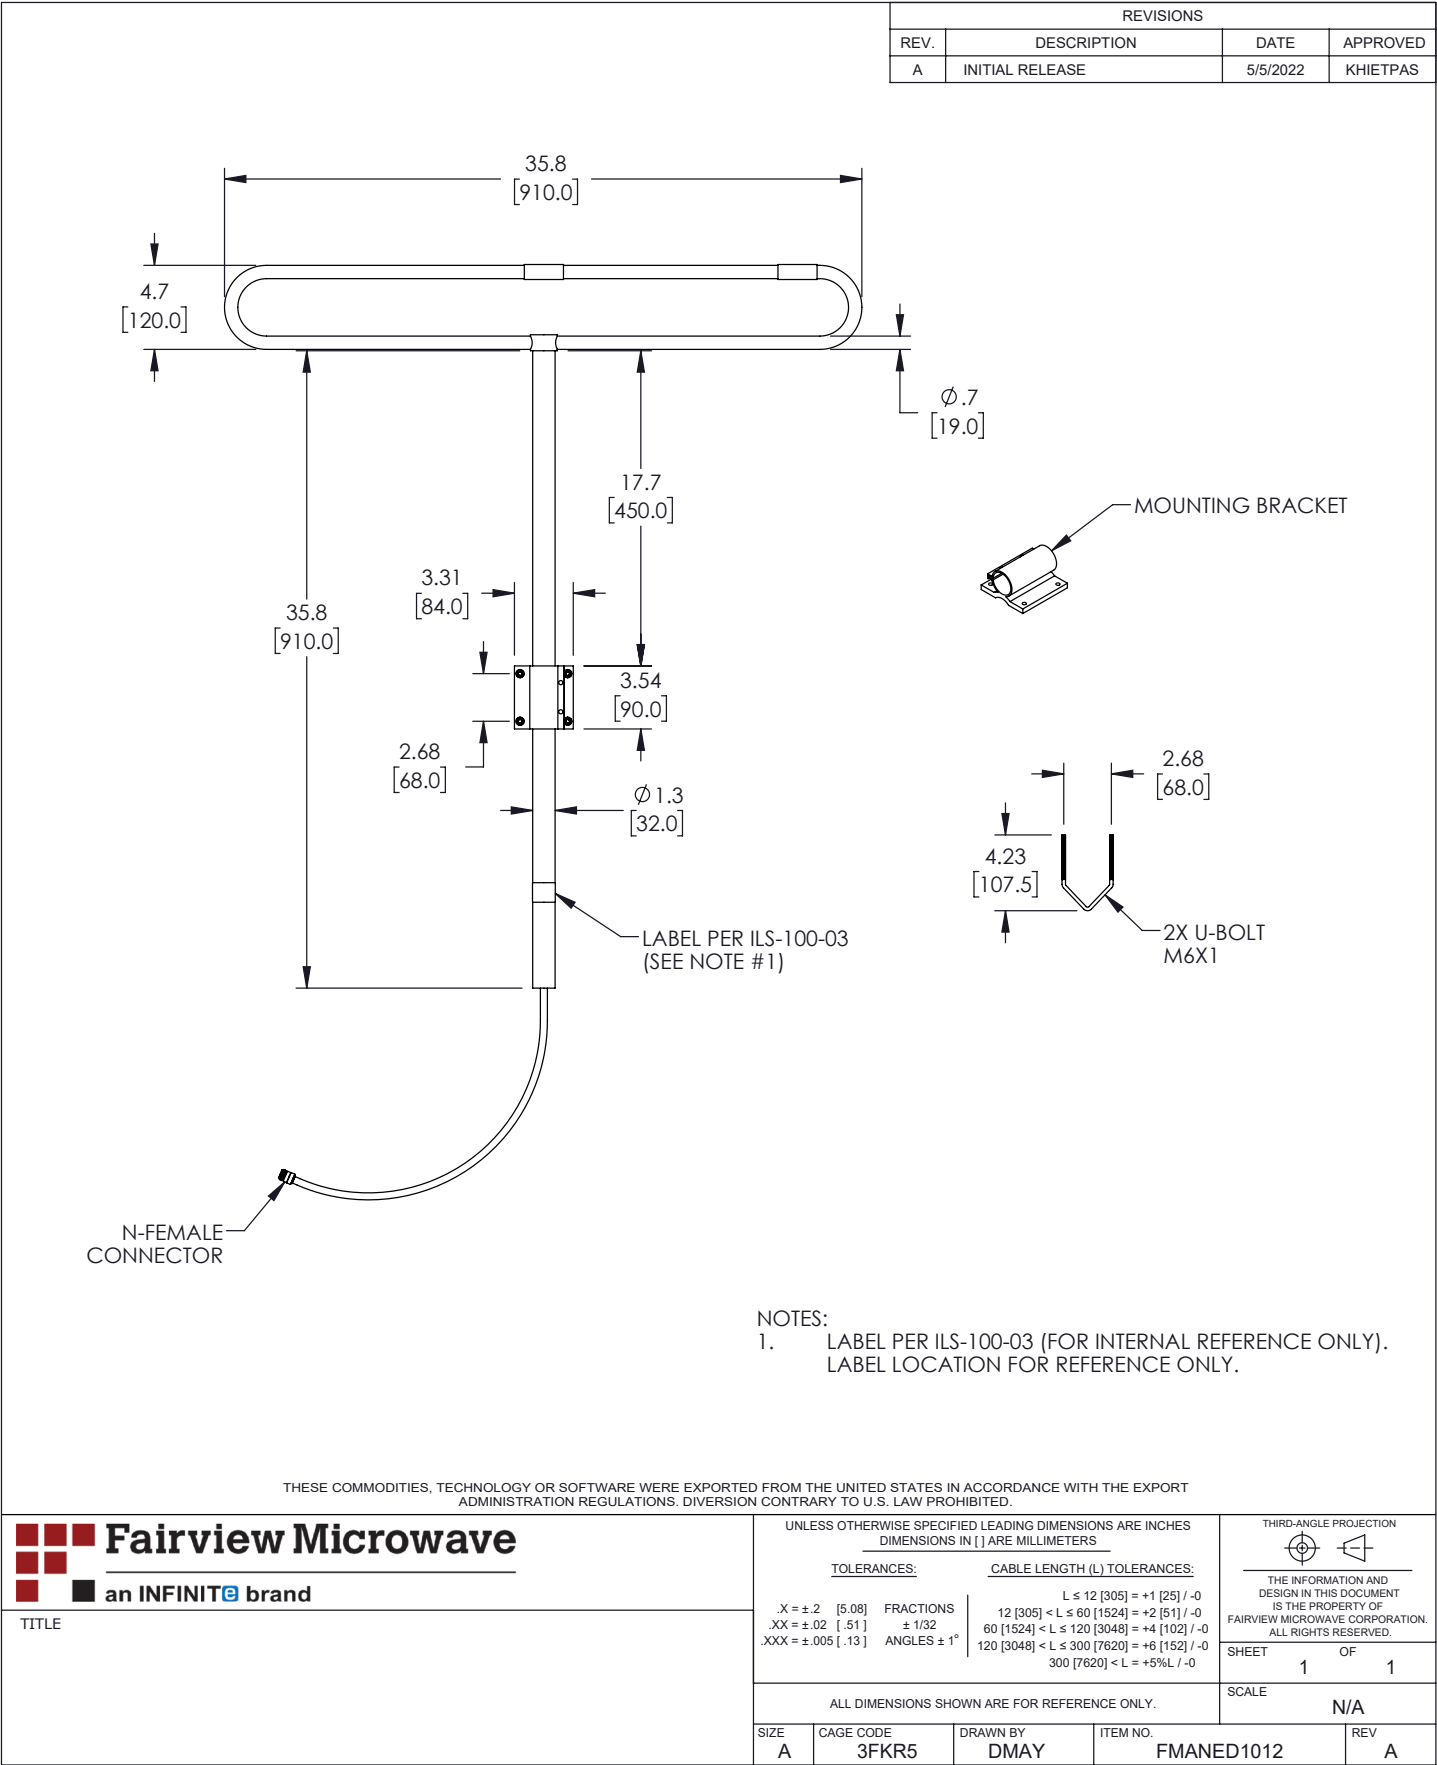 REVISIONS
REV. DESCRIPTION DATE APPROVED
A INITIAL RELEASE 5/5/2022 KHIETPAS
35.8
[910.0]
4.7
[120.0]
Ø.7
[19.0]
17.7
[450.0]
MOUNTING BRACKET
3.31
[84.0]
35.8
[910.0]
3.54
[90.0]
2.68
[68.0]
Ø1.3
[32.0]
2.68
[68.0]
4.23
[107.5]
2X U-BOLT
M6X1
LABEL PER ILS-100-03
(SEE NOTE #1)
N-FEMALE
CONNECTOR
NOTES:
1. LABEL PER ILS-100-03 (FOR INTERNAL REFERENCE ONLY).
LABEL LOCATION FOR REFERENCE ONLY.
THESE COMMODITIES, TECHNOLOGY OR SOFTWARE WERE EXPORTED FROM THE UNITED STATES IN ACCORDANCE WITH THE EXPORT
ADMINISTRATION REGULATIONS. DIVERSION CONTRARY TO U.S. LAW PROHIBITED.
Fairview Microwave
an INFINITe brand
TITLE
UNLESS OTHERWISE SPECIFIED LEADING DIMENSIONS ARE INCHES
DIMENSIONS IN [ ] ARE MILLIMETERS
TOLERANCES:
.X = ±.2 [5.08] FRACTIONS
.XX = ±.02 [ .51 ] ± 1/32
.XXX = ±.005 [ .13 ] ANGLES ± 1°
CABLE LENGTH (L) TOLERANCES:
L ≤ 12 [305] = +1 [25] / -0
12 [305] < L ≤ 60 [1524] = +2 [51] / -0
60 [1524] < L ≤ 120 [3048] = +4 [102] / -0
120 [3048] < L ≤ 300 [7620] = +6 [152] / -0
300 [7620] < L = +5%L / -0
THIRD-ANGLE PROJECTION
THE INFORMATION AND
DESIGN IN THIS DOCUMENT
IS THE PROPERTY OF
FAIRVIEW MICROWAVE CORPORATION.
ALL RIGHTS RESERVED.
SHEET 1 OF 1
ALL DIMENSIONS SHOWN ARE FOR REFERENCE ONLY.
SCALE N/A
SIZE A
CAGE CODE 3FKR5
DRAWN BY DMAY
ITEM NO. FMANED1012
REV A